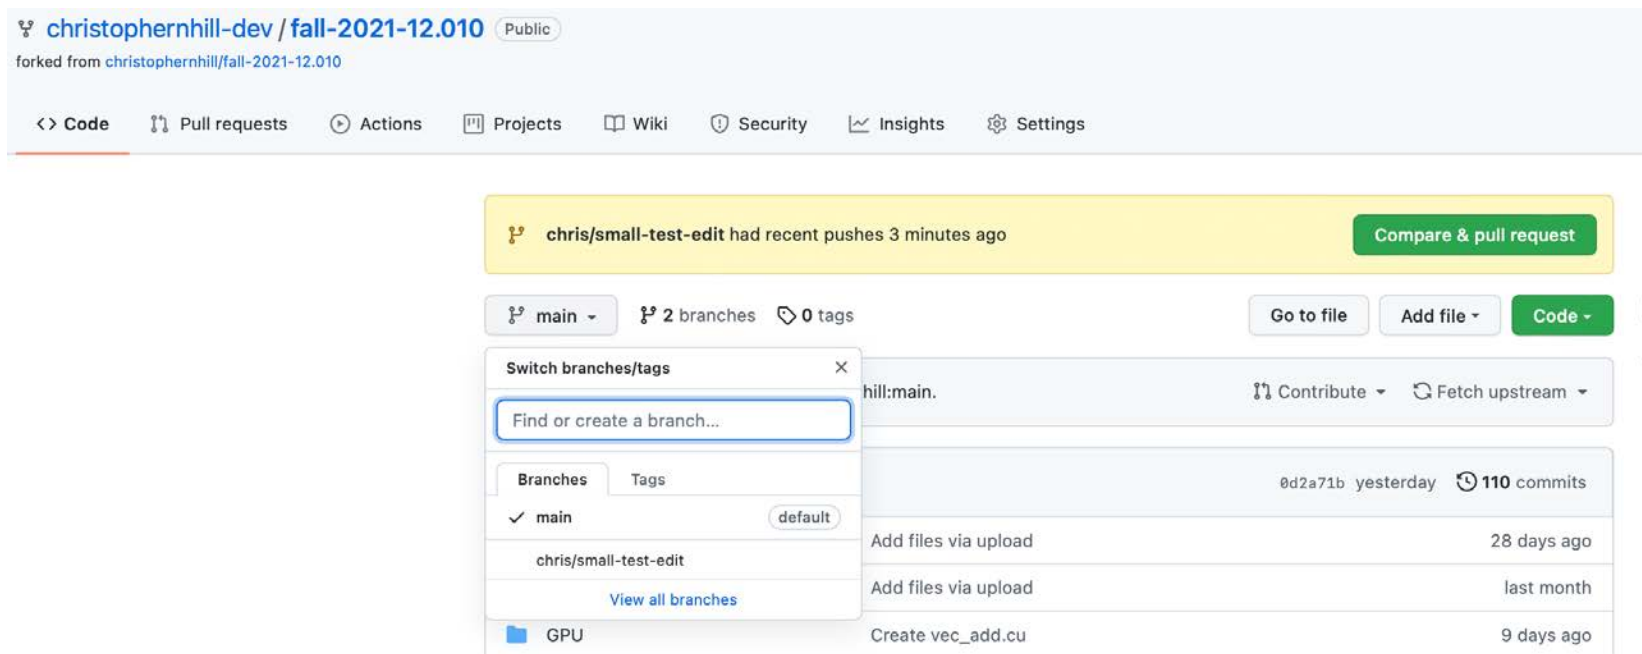 christophernhill-dev / fall-2021-12.010 Public
forked from christophernhill/fall-2021-12.010
<> Code Pull requests Actions Projects Wiki Security Insights Settings
chris/small-test-edit had recent pushes 3 minutes ago Compare & pull request
main 2 branches 0 tags Go to file Add file Code
Switch branches/tags
hill:main. Contribute Fetch upstream
Find or create a branch...
Branches Tags
0d2a71b yesterday 110 commits
main default
Add files via upload 28 days ago
chris/small-test-edit
Add files via upload last month
View all branches
GPU Create vec_add.cu 9 days ago